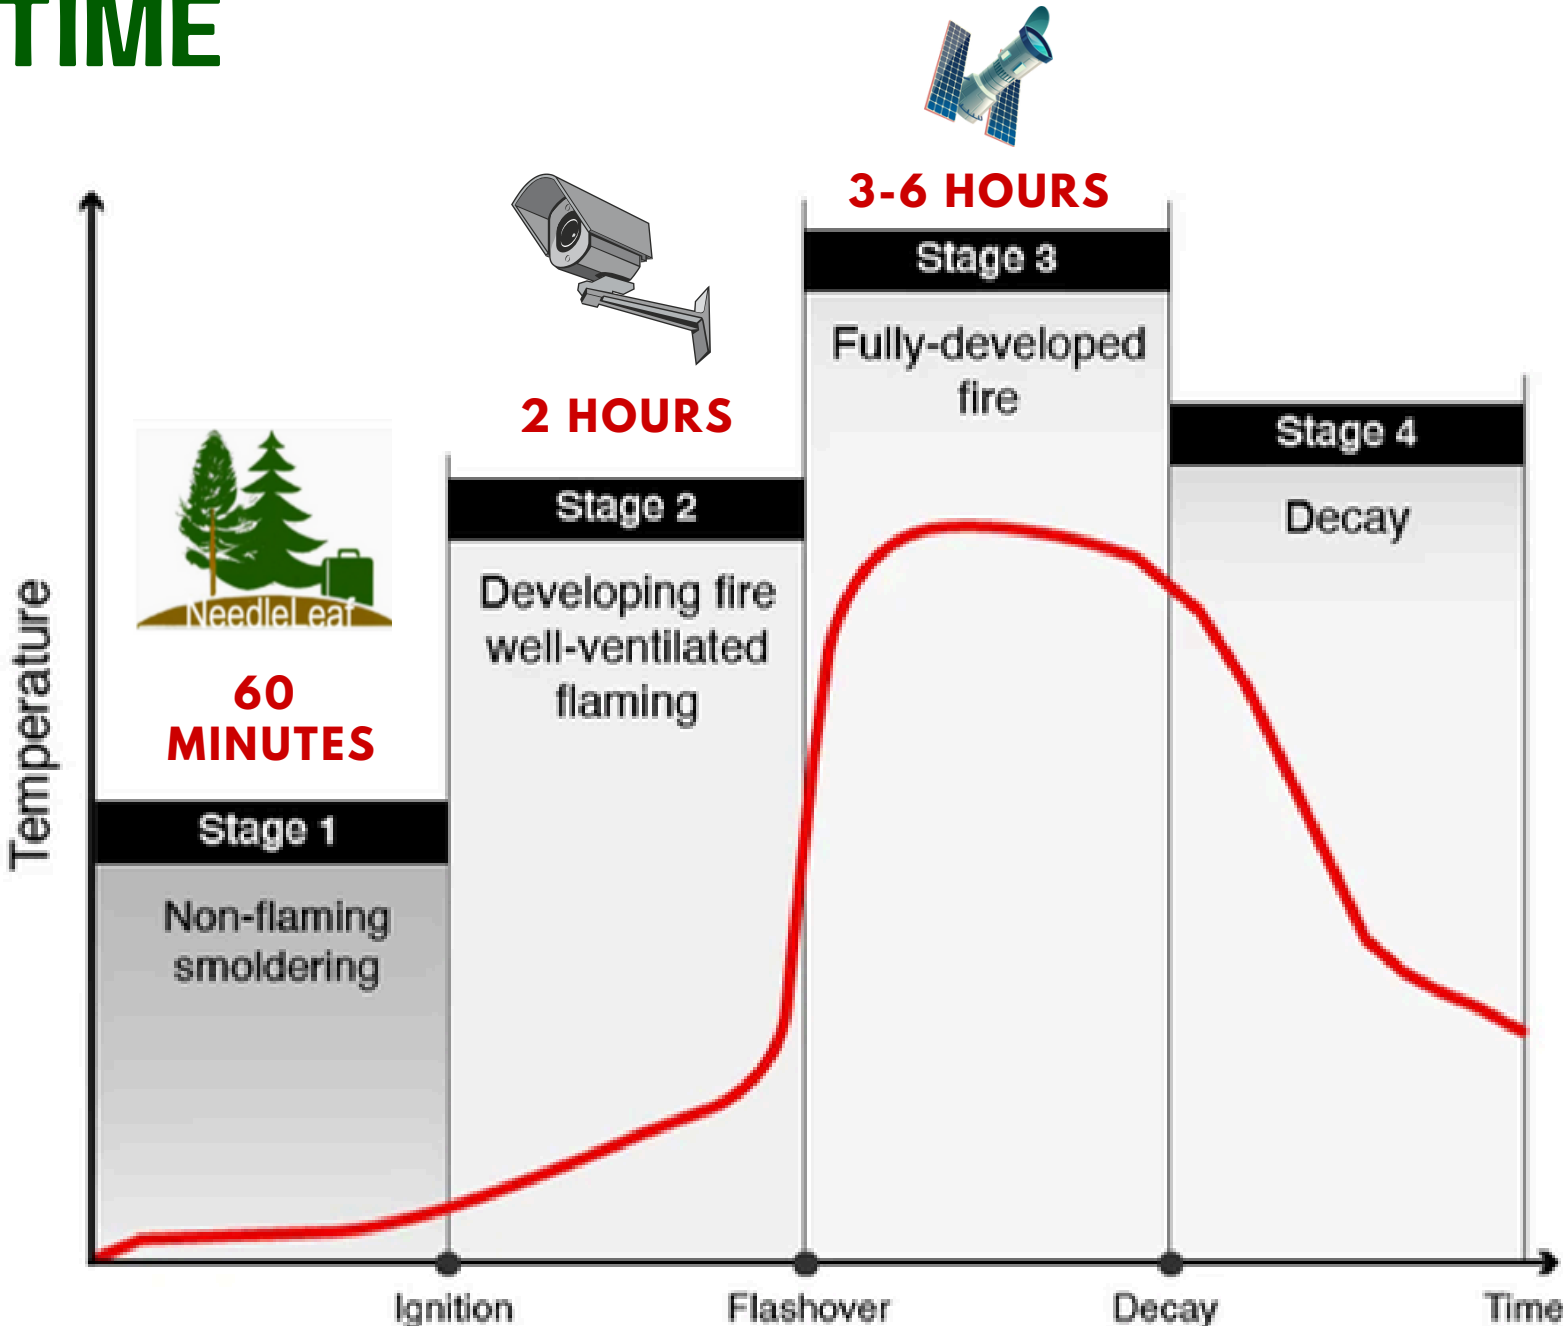 TIME
3-6 HOURS
Stage 3
Fully-developed
fire
2 HOURS
Stage 4
Decay
Stage 2
Developing fire
well-ventilated
flaming
NeedleLeaf
60
MINUTES
Stage 1
Non-flaming
smoldering
Temperature
Ignition
Flashover
Decay
Time